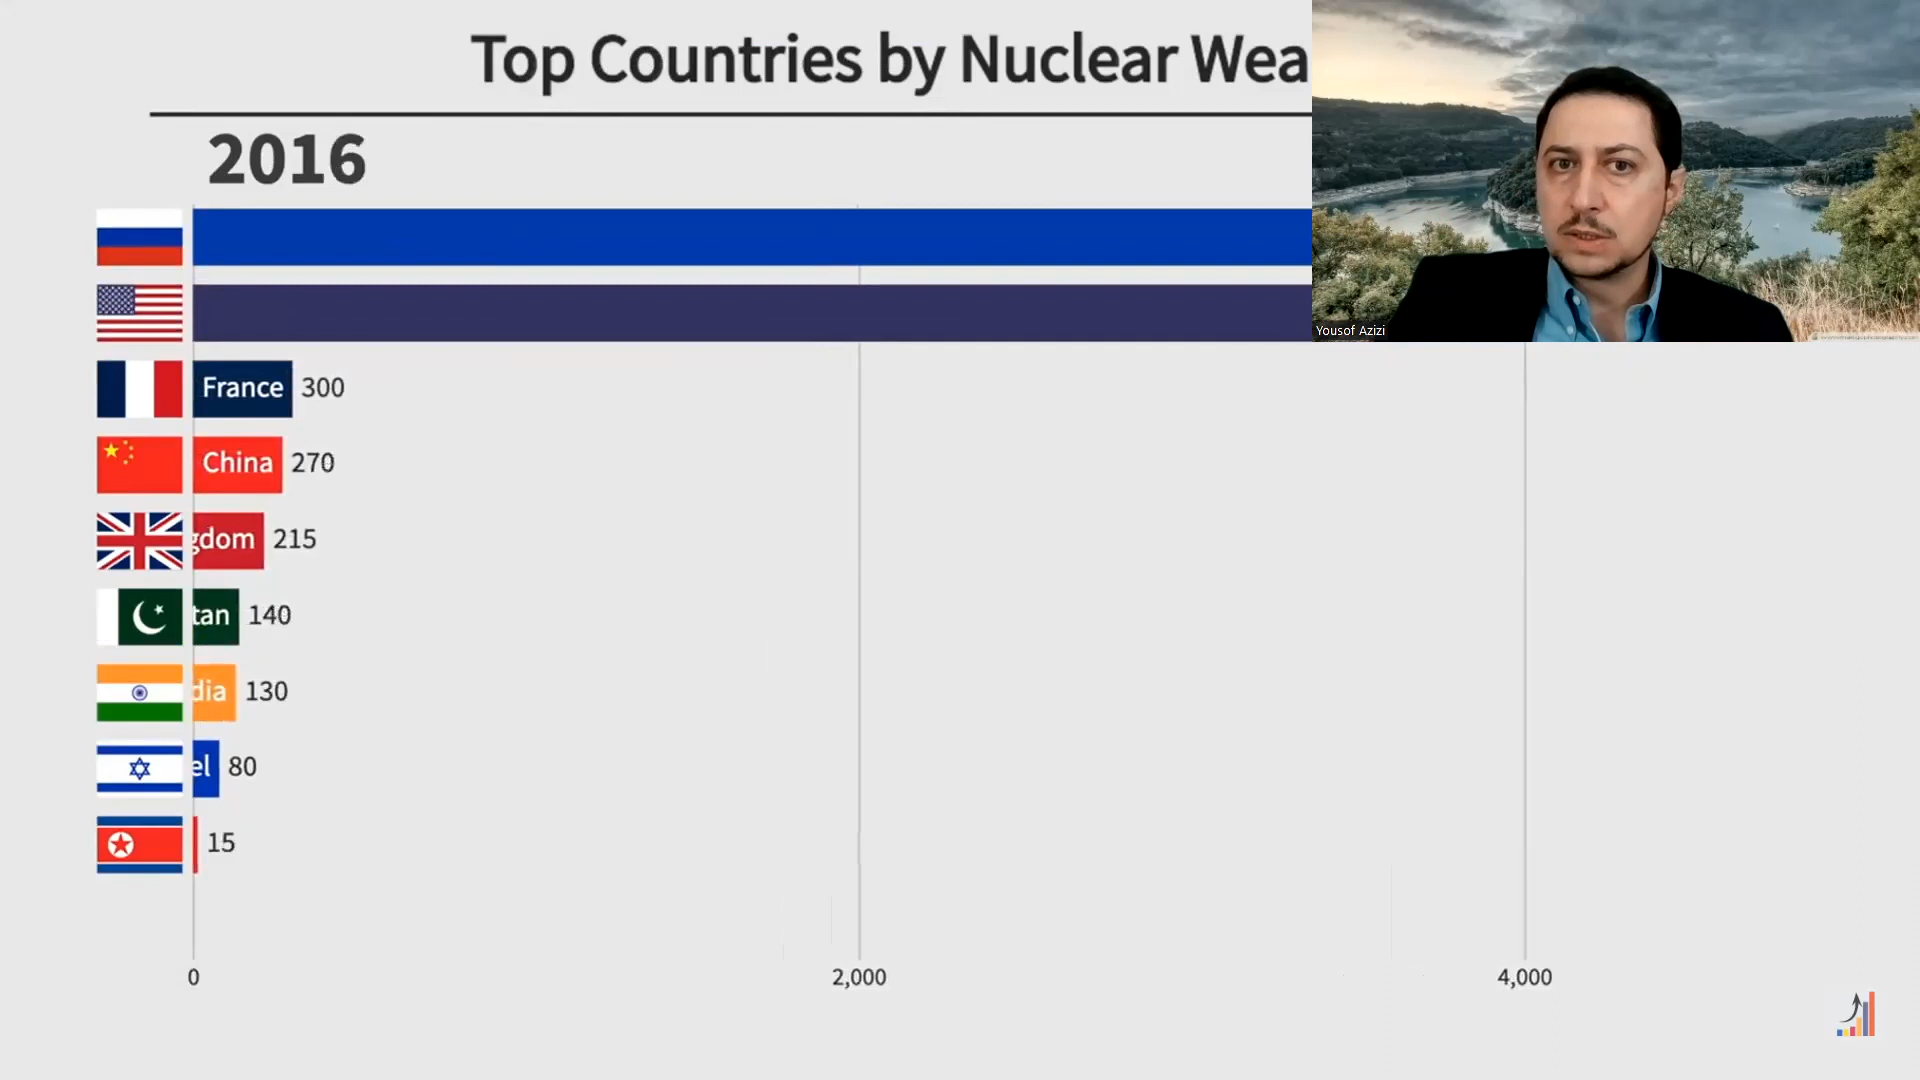 Top Countries by Nuclear Wea
2016
Yousof Azizi
France 300
China 270
gdom 215
tan 140
dia 130
el 80
15
0 2,000 4,000